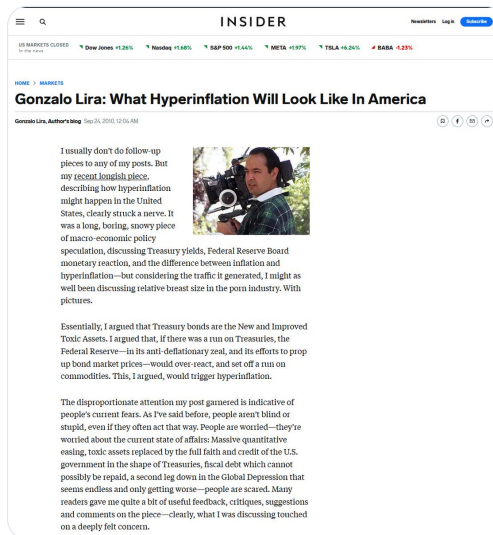 INSIDER
Newsletters Log in Subscribe
US MARKETS CLOSED
In the news
Dow Jones +1.26% Nasdaq +1.68% S&P 500 +1.44% META +1.97% TSLA +6.24% BABA -1.23%
HOME > MARKETS
Gonzalo Lira: What Hyperinflation Will Look Like In America
Gonzalo Lira, Author's blog Sep 24, 2010, 12:04 AM
I usually don't do follow-up
pieces to any of my posts. But
my recent longish piece,
describing how hyperinflation
might happen in the United
States, clearly struck a nerve. It
was a long, boring, snowy piece
of macro-economic policy
speculation, discussing Treasury yields, Federal Reserve Board
monetary reaction, and the difference between inflation and
hyperinflation—but considering the traffic it generated, I might as
well been discussing relative breast size in the porn industry. With
pictures.
Essentially, I argued that Treasury bonds are the New and Improved
Toxic Assets. I argued that, if there was a run on Treasuries, the
Federal Reserve—in its anti-deflationary zeal, and its efforts to prop
up bond market prices—would over-react, and set off a run on
commodities. This, I argued, would trigger hyperinflation.
The disproportionate attention my post garnered is indicative of
people's current fears. As I've said before, people aren't blind or
stupid, even if they often act that way. People are worried—they're
worried about the current state of affairs: Massive quantitative
easing, toxic assets replaced by the full faith and credit of the U.S.
government in the shape of Treasuries, fiscal debt which cannot
possibly be repaid, a second leg down in the Global Depression that
seems endless and only getting worse—people are scared. Many
readers gave me quite a bit of useful feedback, critiques, suggestions
and comments on the piece—clearly, what I was discussing touched
on a deeply felt concern.